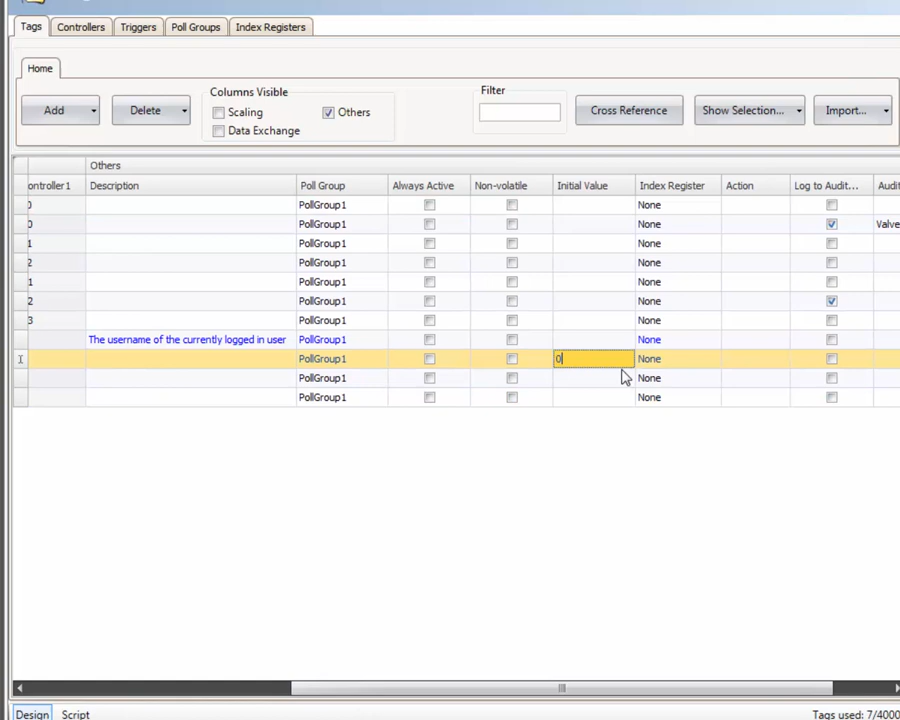 Tags Controllers Triggers Poll Groups Index Registers
Home
Add Delete Columns Visible Scaling Others Data Exchange Filter Cross Reference Show Selection... Import...
Others
ontroller1 Description Poll Group Always Active Non-volatile Initial Value Index Register Action Log to Audit... Audit
0 PollGroup1 None
0 PollGroup1 None Valve
1 PollGroup1 None
2 PollGroup1 None
1 PollGroup1 None
2 PollGroup1 None
3 PollGroup1 None
The username of the currently logged in user PollGroup1 None
PollGroup1 0 None
PollGroup1 None
PollGroup1 None
Design Script Tags used: 7/4000